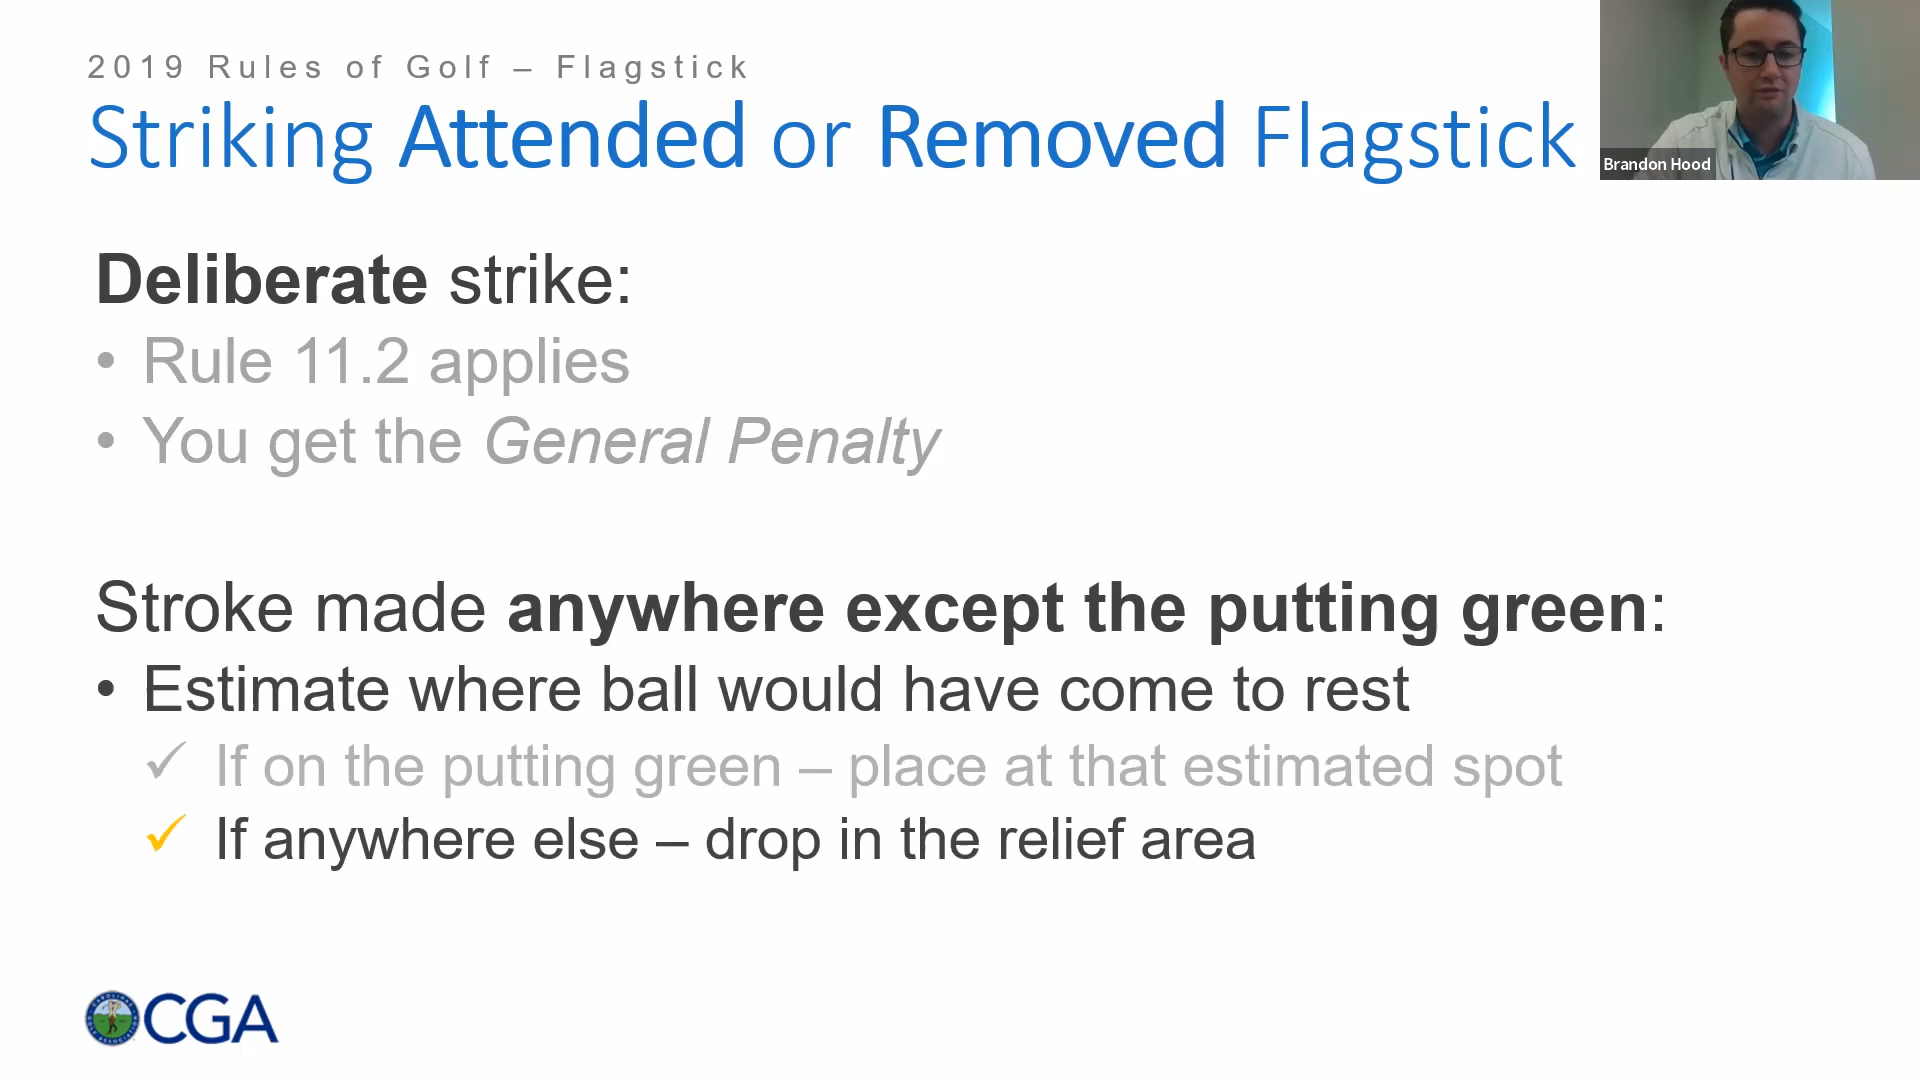 2019 Rules of Golf – Flagstick
Striking Attended or Removed Flagstick
Brandon Hood
Deliberate strike:
• Rule 11.2 applies
• You get the General Penalty
Stroke made anywhere except the putting green:
• Estimate where ball would have come to rest
✓ If on the putting green – place at that estimated spot
✓ If anywhere else – drop in the relief area
CGA